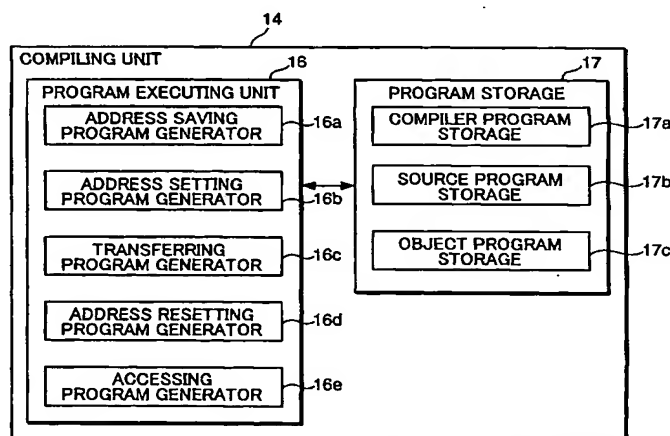 14
COMPILING UNIT
16
17
PROGRAM EXECUTING UNIT
PROGRAM STORAGE
ADDRESS SAVING
PROGRAM GENERATOR
16a
COMPILER PROGRAM
STORAGE
17a
ADDRESS SETTING
PROGRAM GENERATOR
16b
SOURCE PROGRAM
STORAGE
17b
TRANSFERRING
PROGRAM GENERATOR
16c
OBJECT PROGRAM
STORAGE
17c
ADDRESS RESETTING
PROGRAM GENERATOR
16d
ACCESSING
PROGRAM GENERATOR
16e